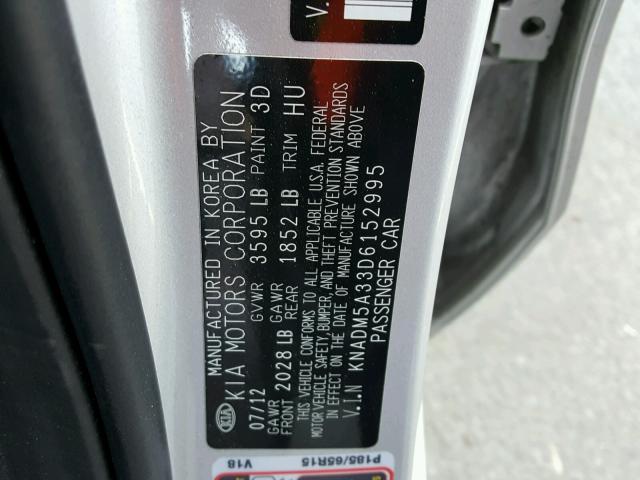 V.I
MANUFACTURED IN KOREA BY
KIA KIA MOTORS CORPORATION
07/12 GVWR 3595 LB PAINT 3D
GAWR FRONT 2028 LB GAWR REAR 1852 LB TRIM HU
THIS VEHICLE CONFORMS TO ALL APPLICABLE U.S.A. FEDERAL
MOTOR VEHICLE SAFETY, BUMPER, AND THEFT PREVENTION STANDARDS
IN EFFECT ON THE DATE OF MANUFACTURE SHOWN ABOVE
V.I.N KNADM5A33D6152995
PASSENGER CAR
V18 P185/65R15